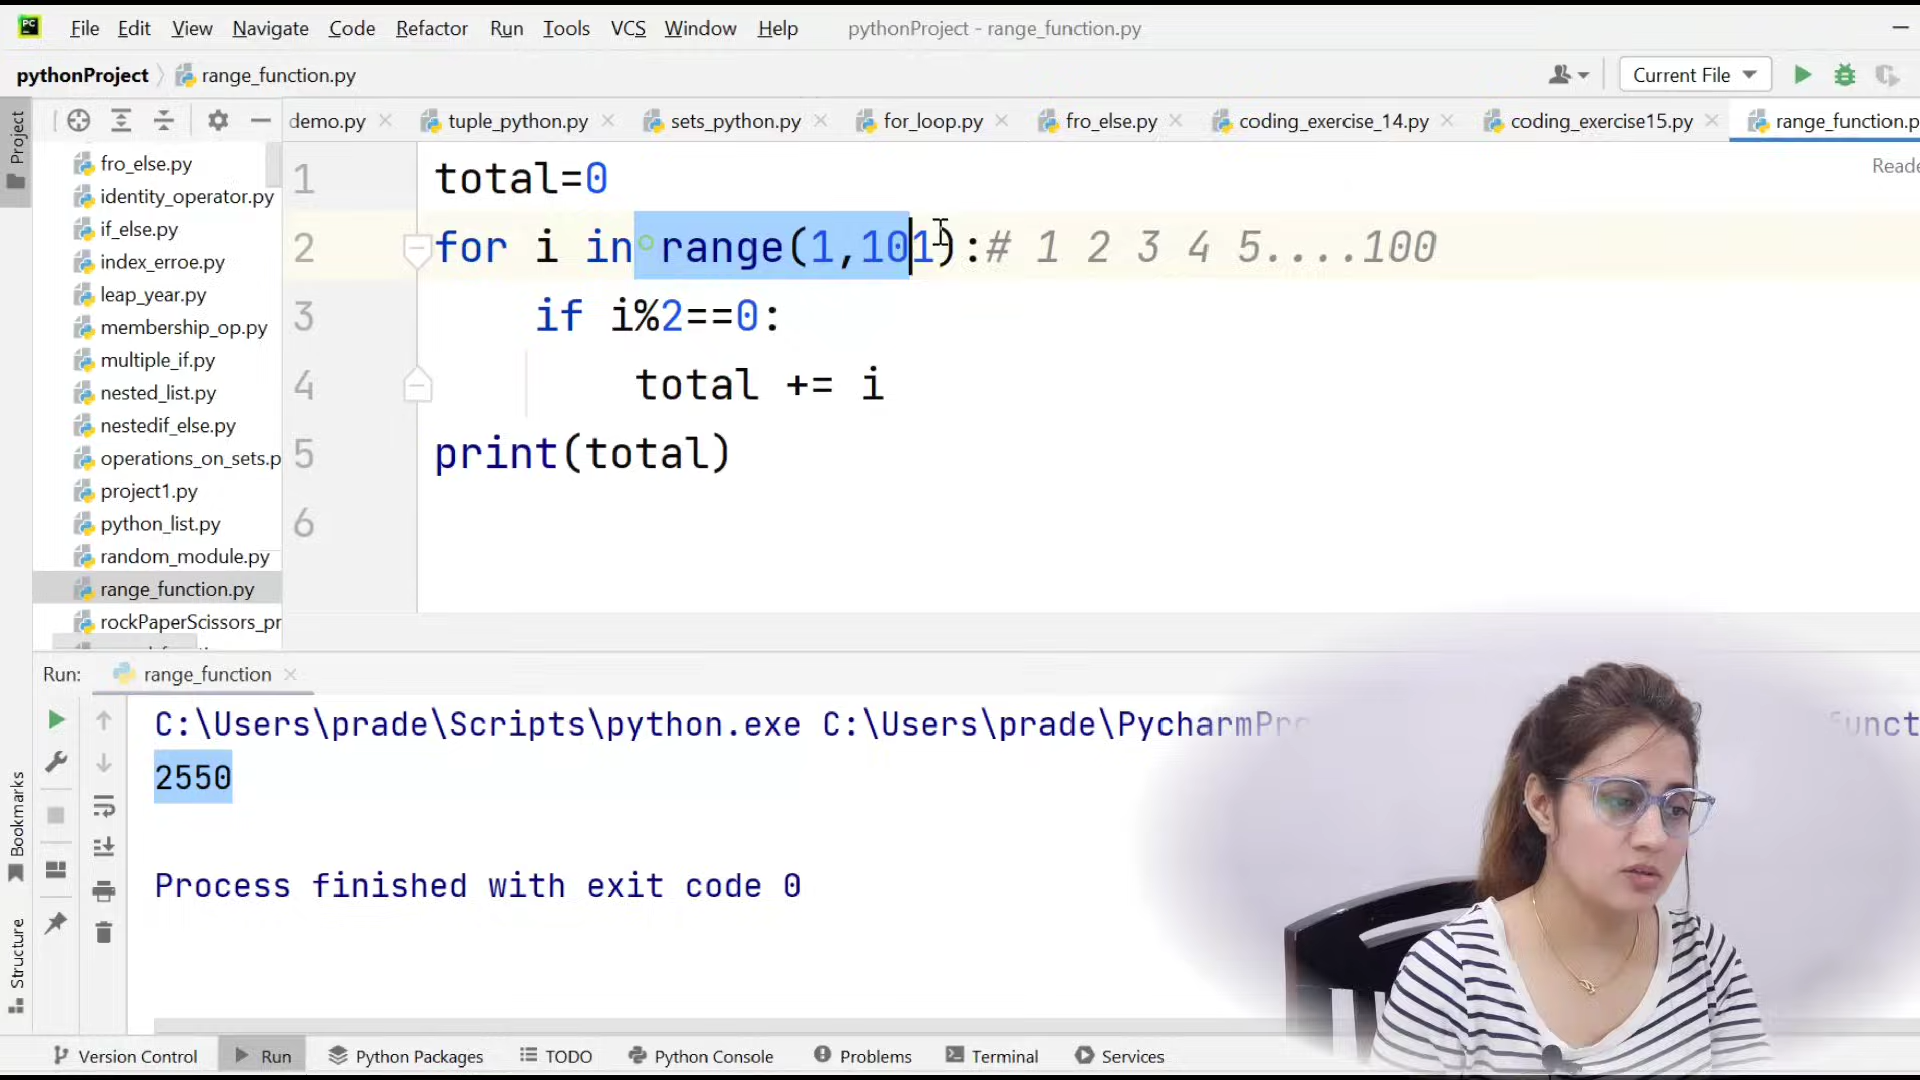 PC File Edit View Navigate Code Refactor Run Tools VCS Window Help pythonProject - range_function.py
pythonProject range_function.py Current File
demo.py tuple_python.py sets_python.py for_loop.py fro_else.py coding_exercise_14.py coding_exercise15.py range_function.p
Project
fro_else.py
identity_operator.py
if_else.py
index_erroe.py
leap_year.py
membership_op.py
multiple_if.py
nested_list.py
nestedif_else.py
operations_on_sets.p
project1.py
python_list.py
random_module.py
range_function.py
rockPaperScissors_pr
Reade
1 total=0
2 for i in range(1,101):# 1 2 3 4 5....100
3 if i%2==0:
4 total += i
5 print(total)
6
Run: range_function
C:\Users\prade\Scripts\python.exe C:\Users\prade\PycharmPro unct
2550
Process finished with exit code 0
Bookmarks
Structure
Version Control Run Python Packages TODO Python Console Problems Terminal Services